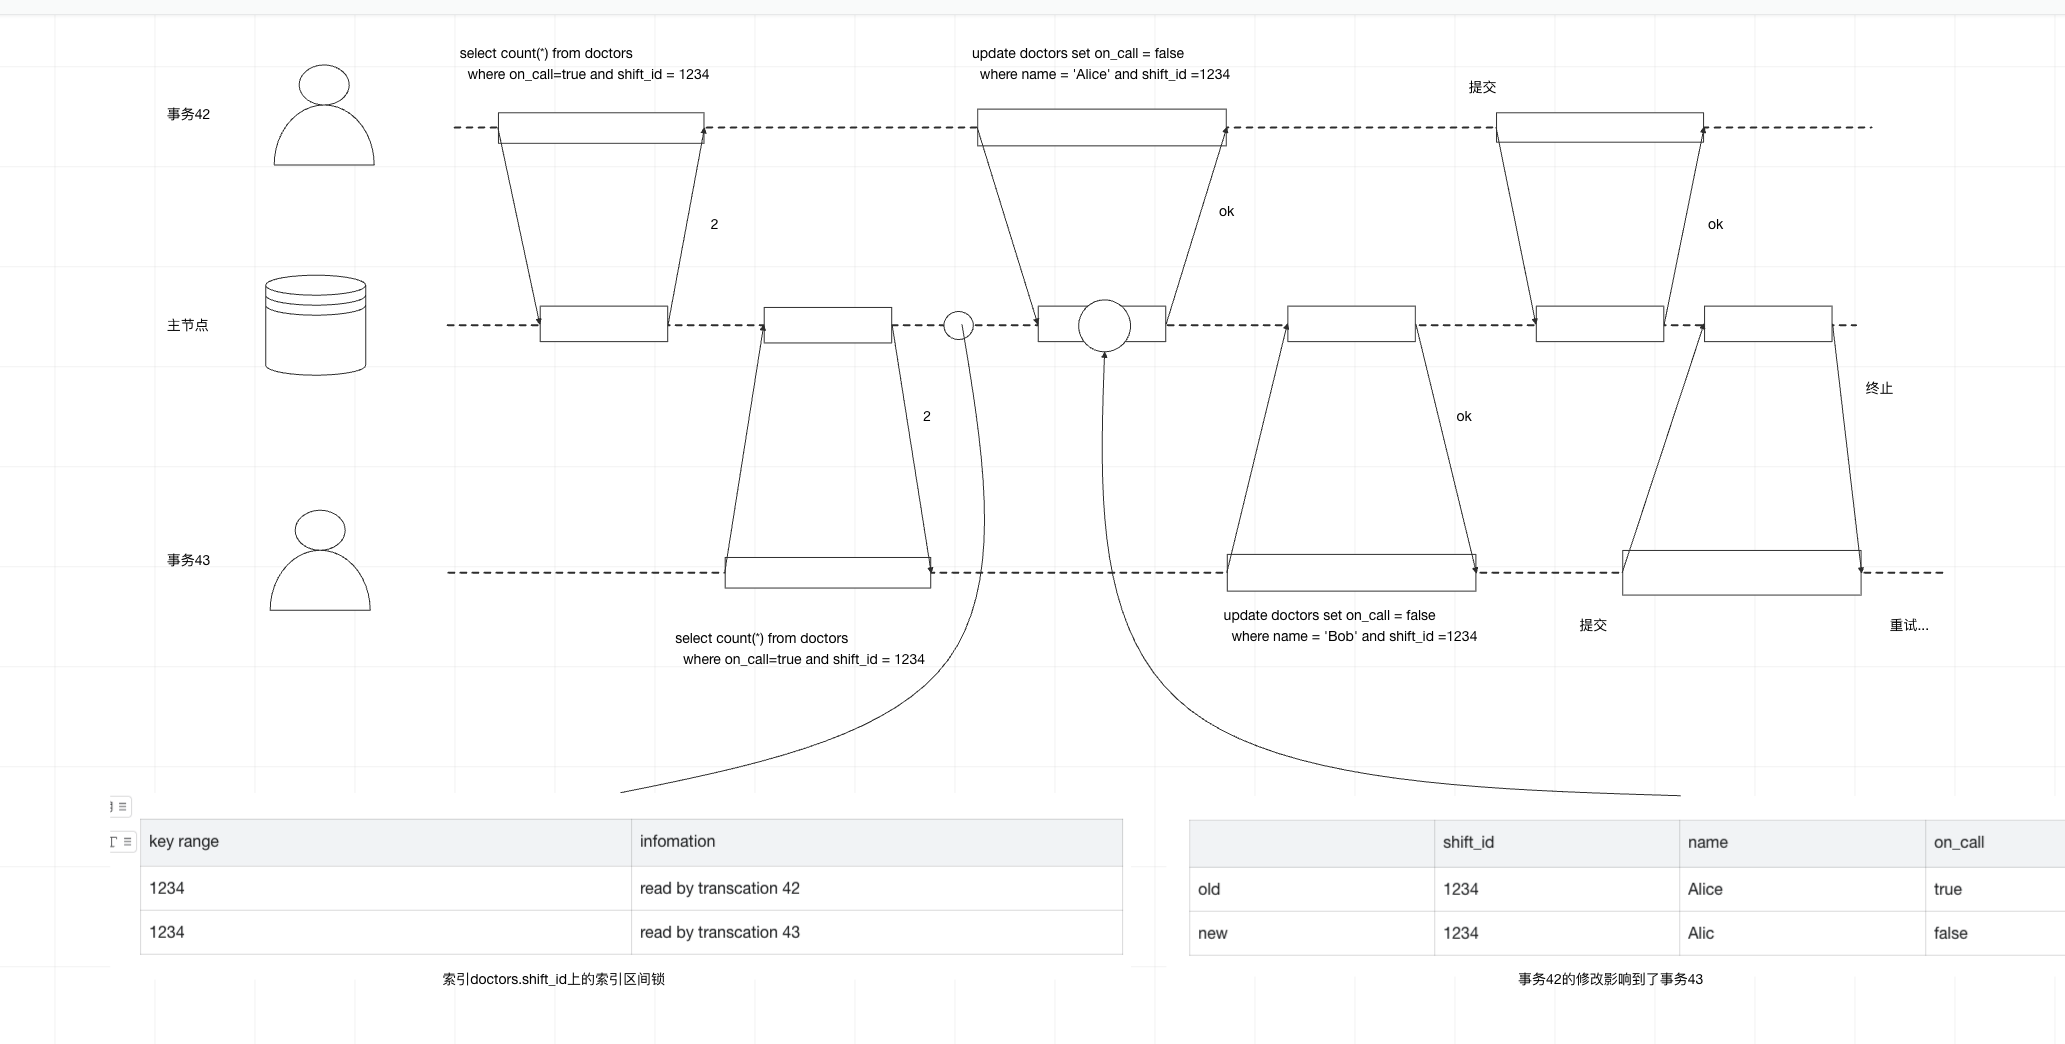 select count(*) from doctors
where on_call=true and shift_id = 1234
update doctors set on_call = false
where name = 'Alice' and shift_id =1234
提交
事务42
2
ok
ok
主节点
终止
2
ok
事务43
update doctors set on_call = false
where name = 'Bob' and shift_id =1234
提交
重试...
select count(*) from doctors
where on_call=true and shift_id = 1234
key range infomation
1234 read by transcation 42
1234 read by transcation 43
索引doctors.shift_id上的索引区间锁
shift_id name on_call
old 1234 Alice true
new 1234 Alic false
事务42的修改影响到了事务43